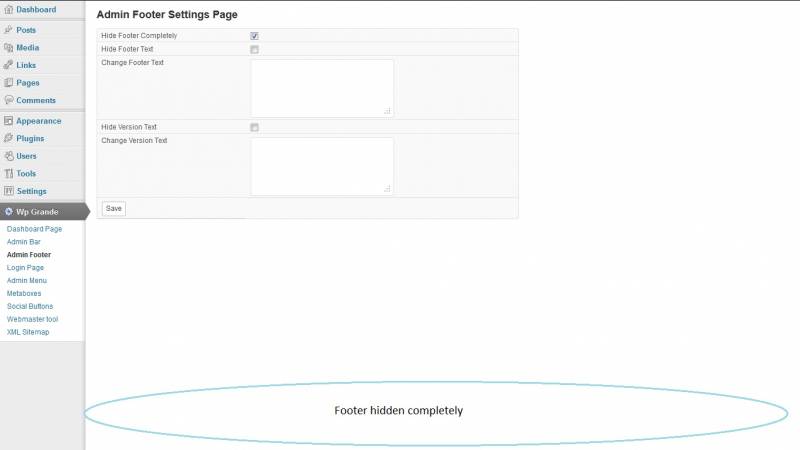 Dashboard
Posts
Media
Links
Pages
Comments
Appearance
Plugins
Users
Tools
Settings
Wp Grande
Dashboard Page
Admin Bar
Admin Footer
Login Page
Admin Menu
Metaboxes
Social Buttons
Webmaster tool
XML Sitemap
Admin Footer Settings Page
Hide Footer Completely
Hide Footer Text
Change Footer Text
Hide Version Text
Change Version Text
Save
Footer hidden completely